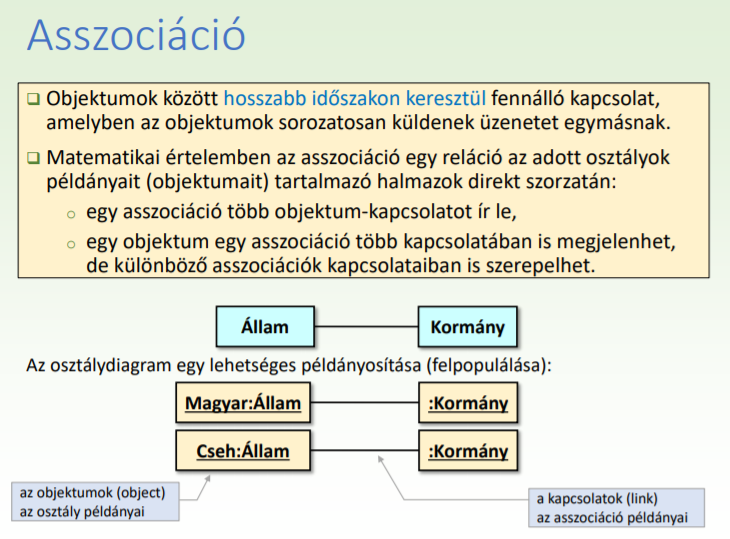 Asszociáció
Objektumok között hosszabb időszakon keresztül fennálló kapcsolat,
amelyben az objektumok sorozatosan küldenek üzenetet egymásnak.
Matematikai értelemben az asszociáció egy reláció az adott osztályok
példányait (objektumait) tartalmazó halmazok direkt szorzatán:
egy asszociáció több objektum-kapcsolatot ír le,
egy objektum egy asszociáció több kapcsolatában is megjelenhet,
de különböző asszociációk kapcsolataiban is szerepelhet.
Állam
Kormány
Az osztálydiagram egy lehetséges példányosítása (felpopulálása):
Magyar:Állam
:Kormány
Cseh:Állam
:Kormány
az objektumok (object)
az osztály példányai
a kapcsolatok (link)
az asszociáció példányai